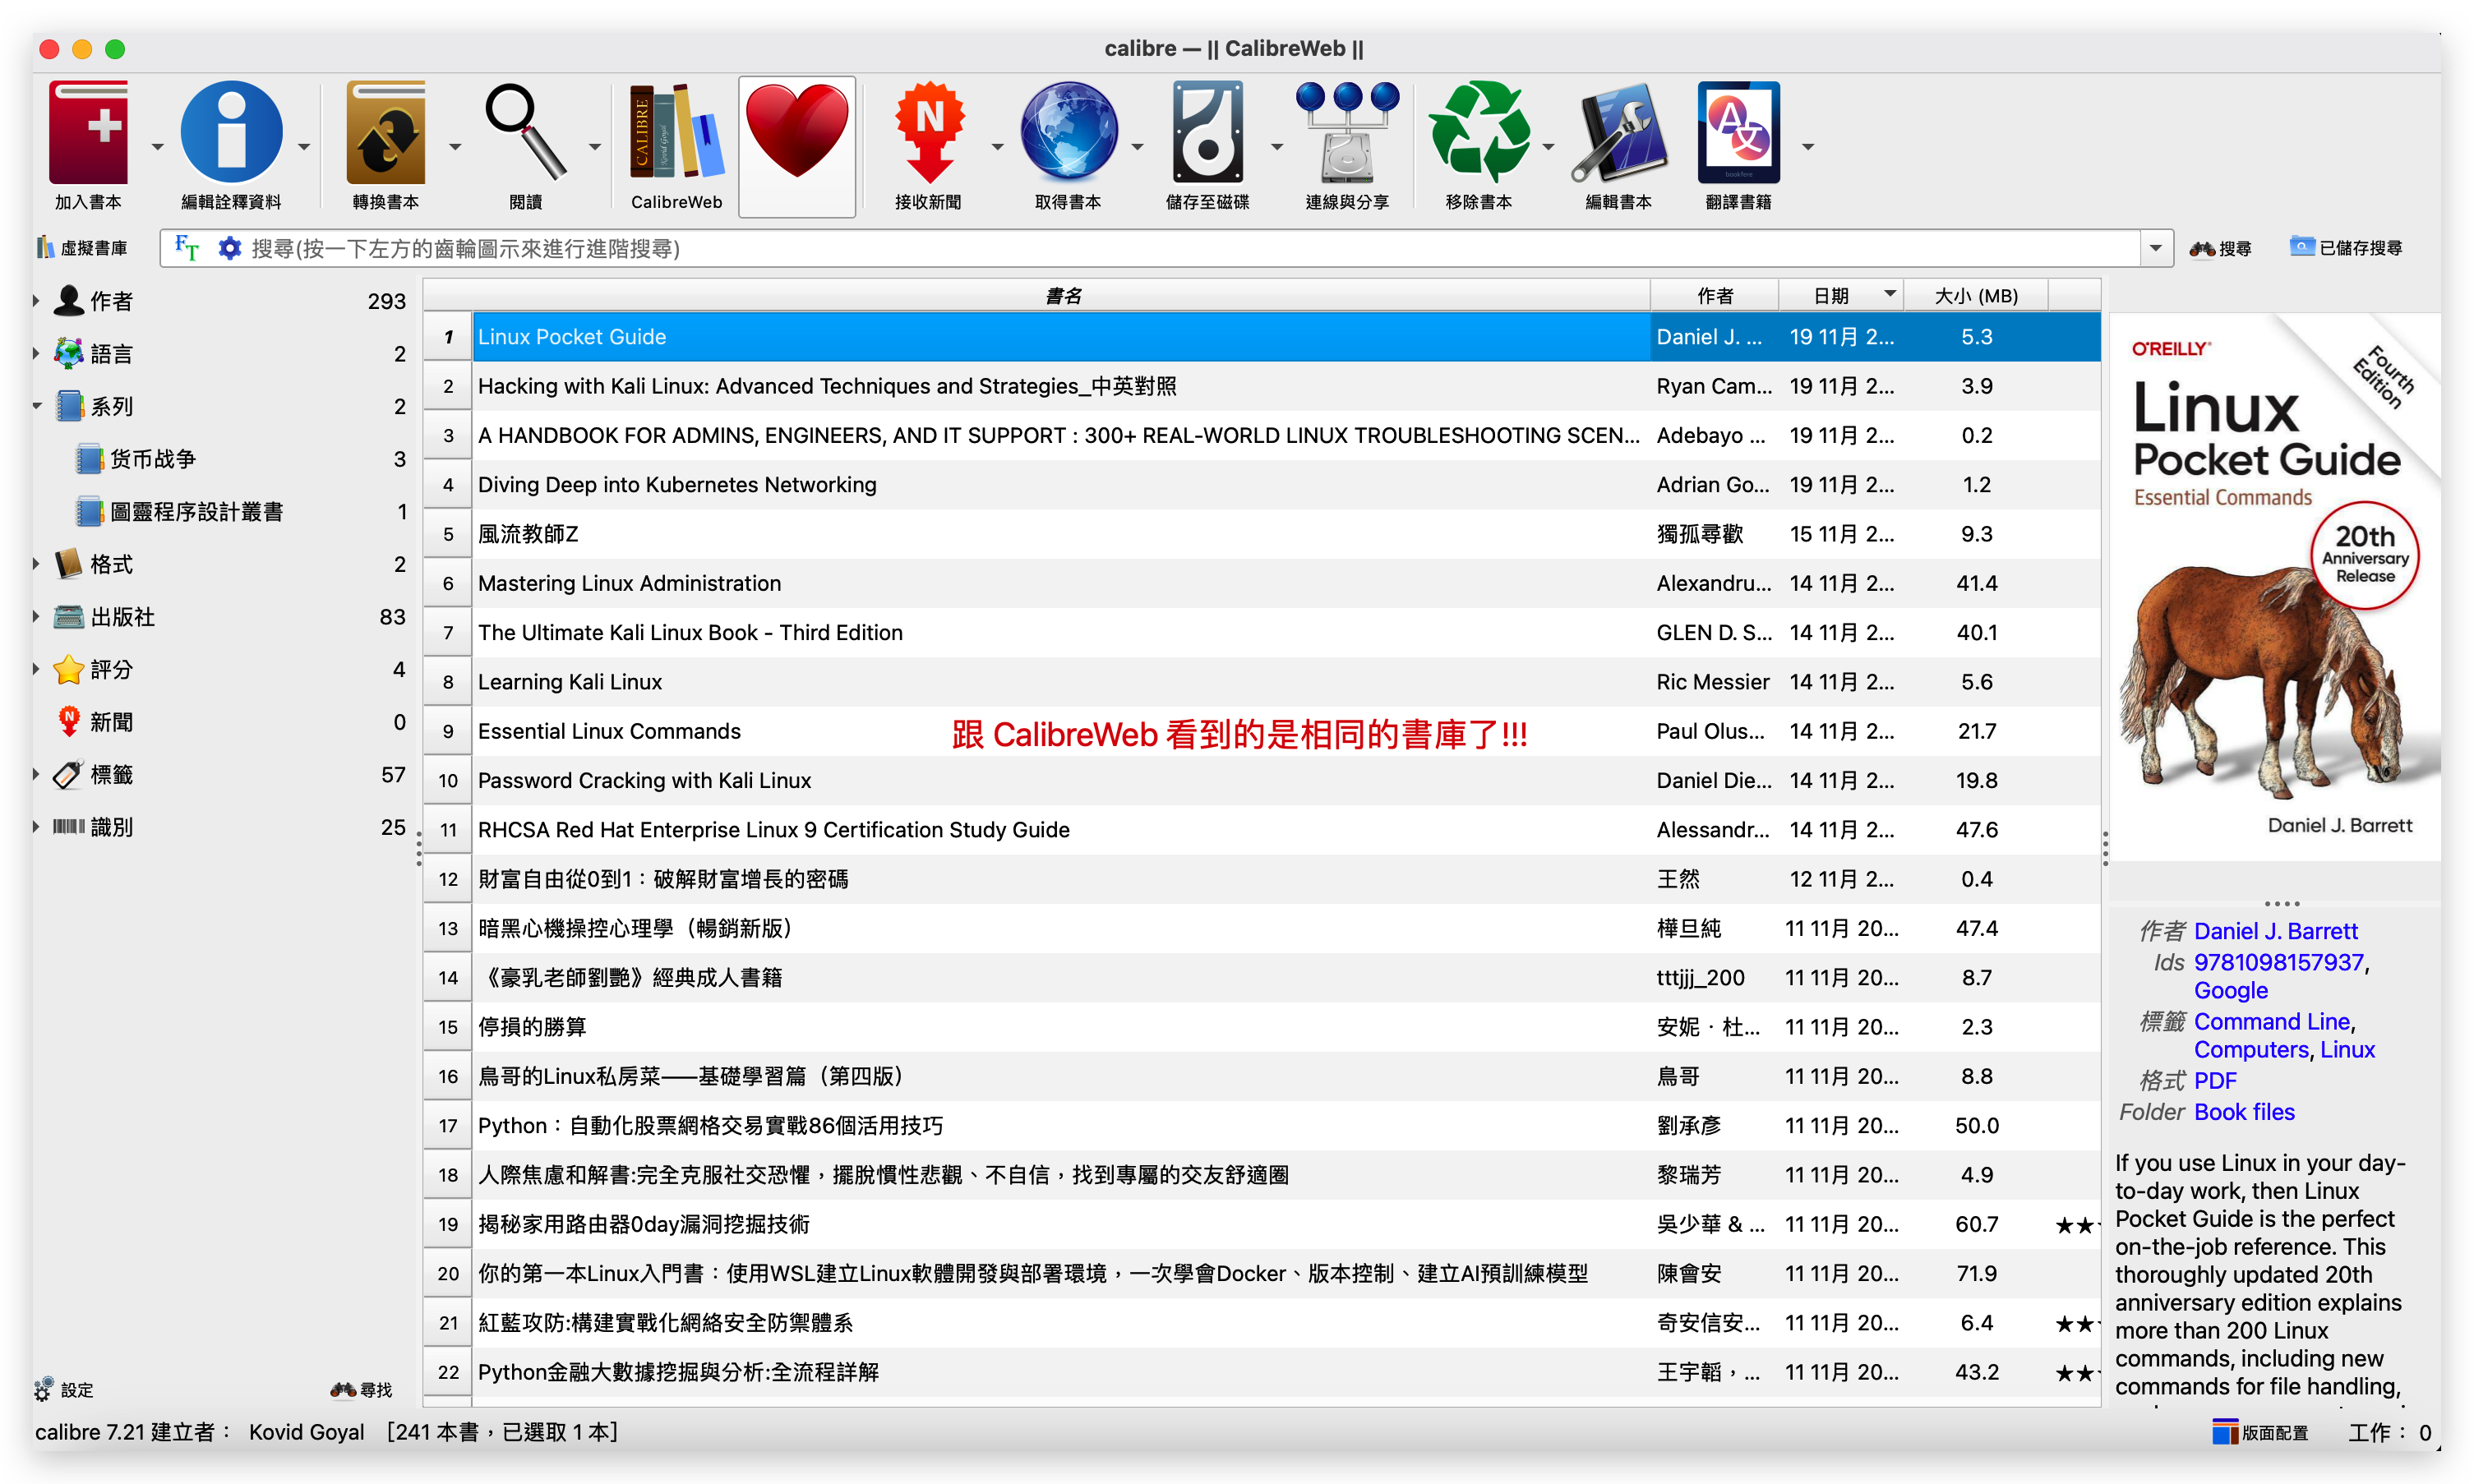 calibre — || CalibreWeb ||
CALIBRE
Kovid Goyal
N
A文
bookfere
加入書本
編輯詮釋資料
轉換書本
閱讀
CalibreWeb
接收新聞
取得書本
儲存至磁碟
連線與分享
移除書本
編輯書本
翻譯書籍
虛擬書庫
FT
搜尋(按一下左方的齒輪圖示來進行進階搜尋)
搜尋
已儲存搜尋
作者 293
語言 2
系列 2
货币战争 3
圖靈程序設計叢書 1
格式 2
出版社 83
評分 4
新聞 0
標籤 57
識別 25
設定
尋找
書名 作者 日期 大小 (MB)
1 Linux Pocket Guide Daniel J. ... 19 11月 2... 5.3
2 Hacking with Kali Linux: Advanced Techniques and Strategies_中英對照 Ryan Cam... 19 11月 2... 3.9
3 A HANDBOOK FOR ADMINS, ENGINEERS, AND IT SUPPORT : 300+ REAL-WORLD LINUX TROUBLESHOOTING SCEN... Adebayo ... 19 11月 2... 0.2
4 Diving Deep into Kubernetes Networking Adrian Go... 19 11月 2... 1.2
5 風流教師Z 獨孤尋歡 15 11月 2... 9.3
6 Mastering Linux Administration Alexandru... 14 11月 2... 41.4
7 The Ultimate Kali Linux Book - Third Edition GLEN D. S... 14 11月 2... 40.1
8 Learning Kali Linux Ric Messier 14 11月 2... 5.6
9 Essential Linux Commands Paul Olus... 14 11月 2... 21.7
跟 CalibreWeb 看到的是相同的書庫了!!!
10 Password Cracking with Kali Linux Daniel Die... 14 11月 2... 19.8
11 RHCSA Red Hat Enterprise Linux 9 Certification Study Guide Alessandr... 14 11月 2... 47.6
12 財富自由從0到1：破解財富增長的密碼 王然 12 11月 2... 0.4
13 暗黑心機操控心理學（暢銷新版） 樺旦純 11 11月 20... 47.4
14 《豪乳老師劉艷》經典成人書籍 tttjjj_200 11 11月 20... 8.7
15 停損的勝算 安妮．杜... 11 11月 20... 2.3
16 鳥哥的Linux私房菜——基礎學習篇（第四版） 鳥哥 11 11月 20... 8.8
17 Python：自動化股票網格交易實戰86個活用技巧 劉承彥 11 11月 20... 50.0
18 人際焦慮和解書:完全克服社交恐懼，擺脫慣性悲觀、不自信，找到專屬的交友舒適圈 黎瑞芳 11 11月 20... 4.9
19 揭秘家用路由器0day漏洞挖掘技術 吳少華 & ... 11 11月 20... 60.7 ★★
20 你的第一本Linux入門書：使用WSL建立Linux軟體開發與部署環境，一次學會Docker、版本控制、建立AI預訓練模型 陳會安 11 11月 20... 71.9
21 紅藍攻防:構建實戰化網絡安全防禦體系 奇安信安... 11 11月 20... 6.4 ★★
22 Python金融大數據挖掘與分析:全流程詳解 王宇韜，... 11 11月 20... 43.2 ★★
O'REILLY®
Fourth
Edition
Linux
Pocket Guide
Essential Commands
20th
Anniversary
Release
Daniel J. Barrett
作者 Daniel J. Barrett
Ids 9781098157937,
Google
標籤 Command Line,
Computers, Linux
格式 PDF
Folder Book files
If you use Linux in your day-
to-day work, then Linux
Pocket Guide is the perfect
on-the-job reference. This
thoroughly updated 20th
anniversary edition explains
more than 200 Linux
commands, including new
commands for file handling,
calibre 7.21 建立者： Kovid Goyal [241 本書，已選取 1 本]
版面配置
工作： 0